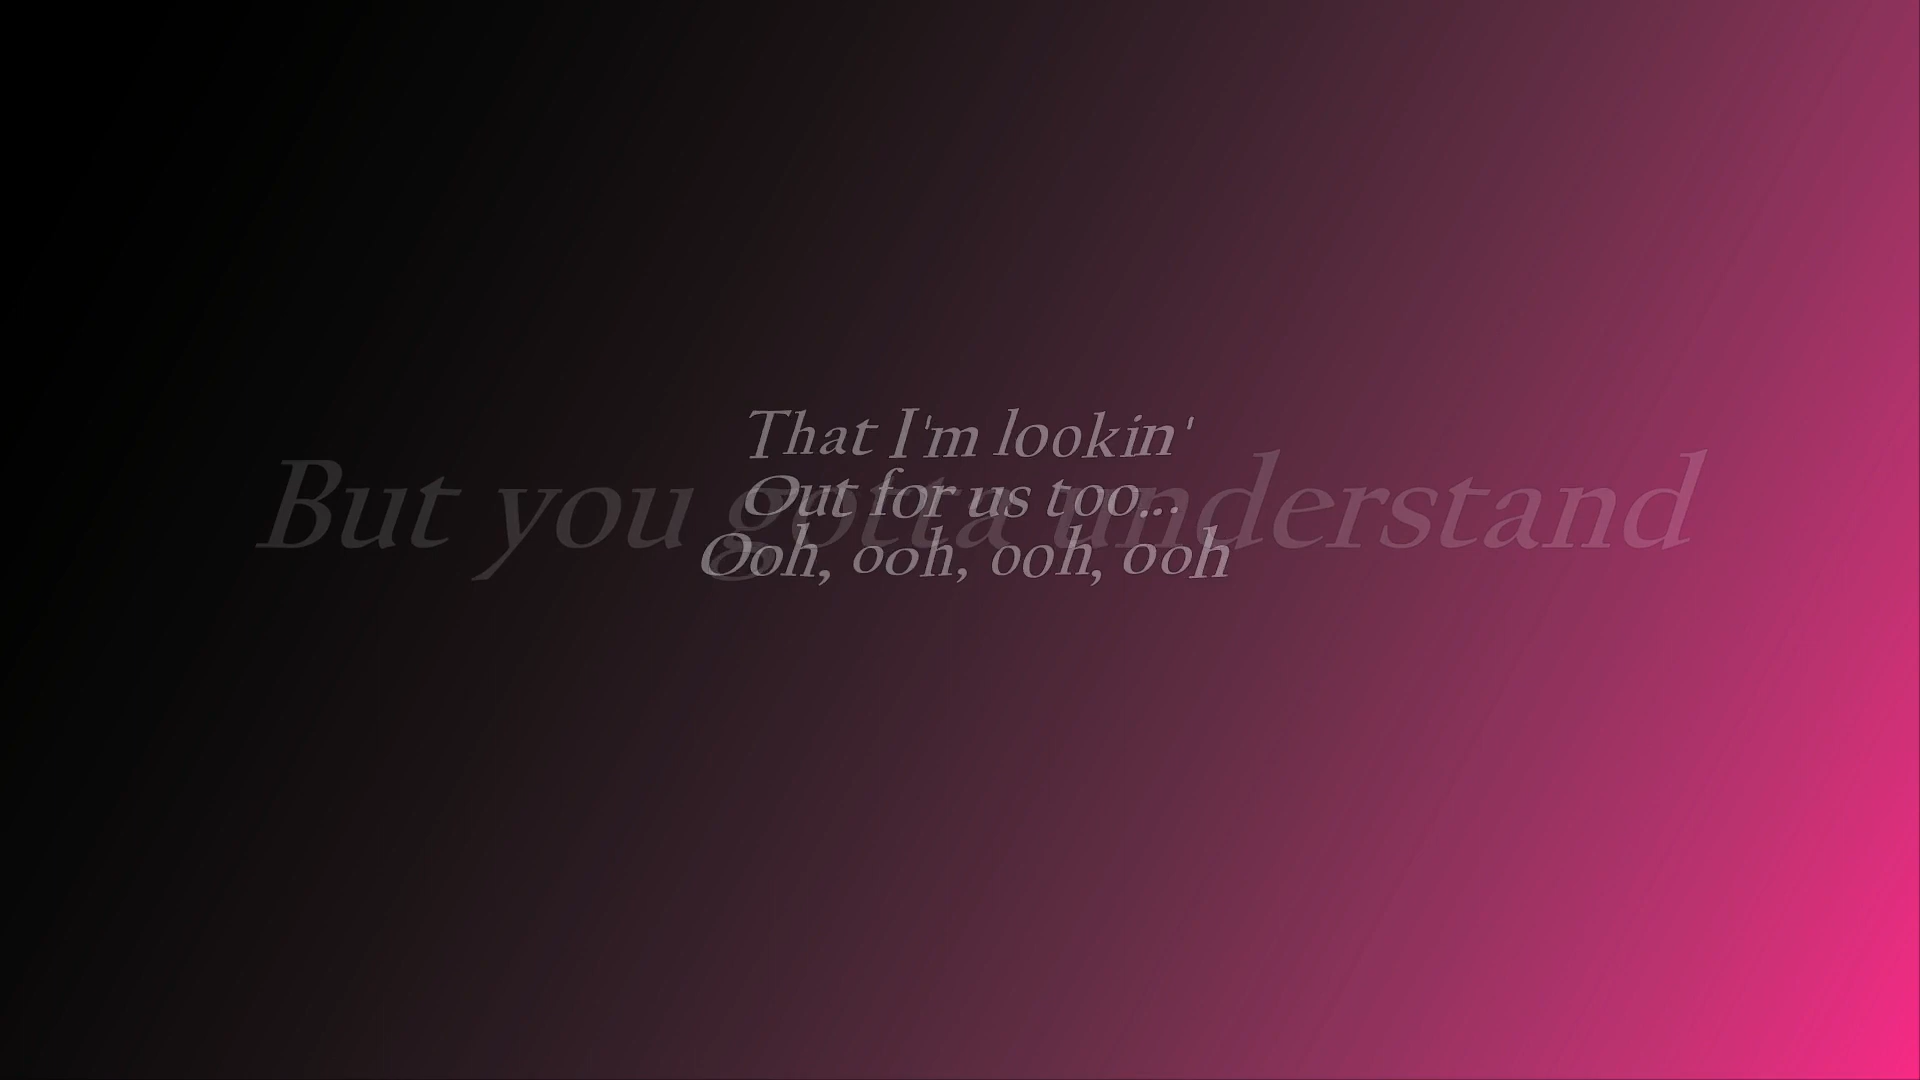 That I'm lookin'
But you gotta understand
Out for us too...
Ooh, ooh, ooh, ooh